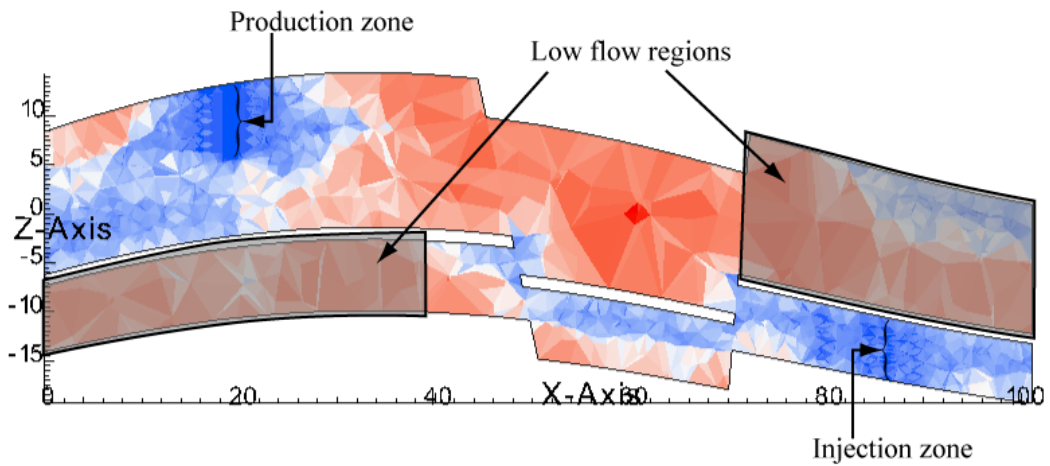 Production zone
Low flow regions
10
5
0
Z-Axis
-5
-10
-15
0 20 40 X-Axis 60 80 100
Injection zone